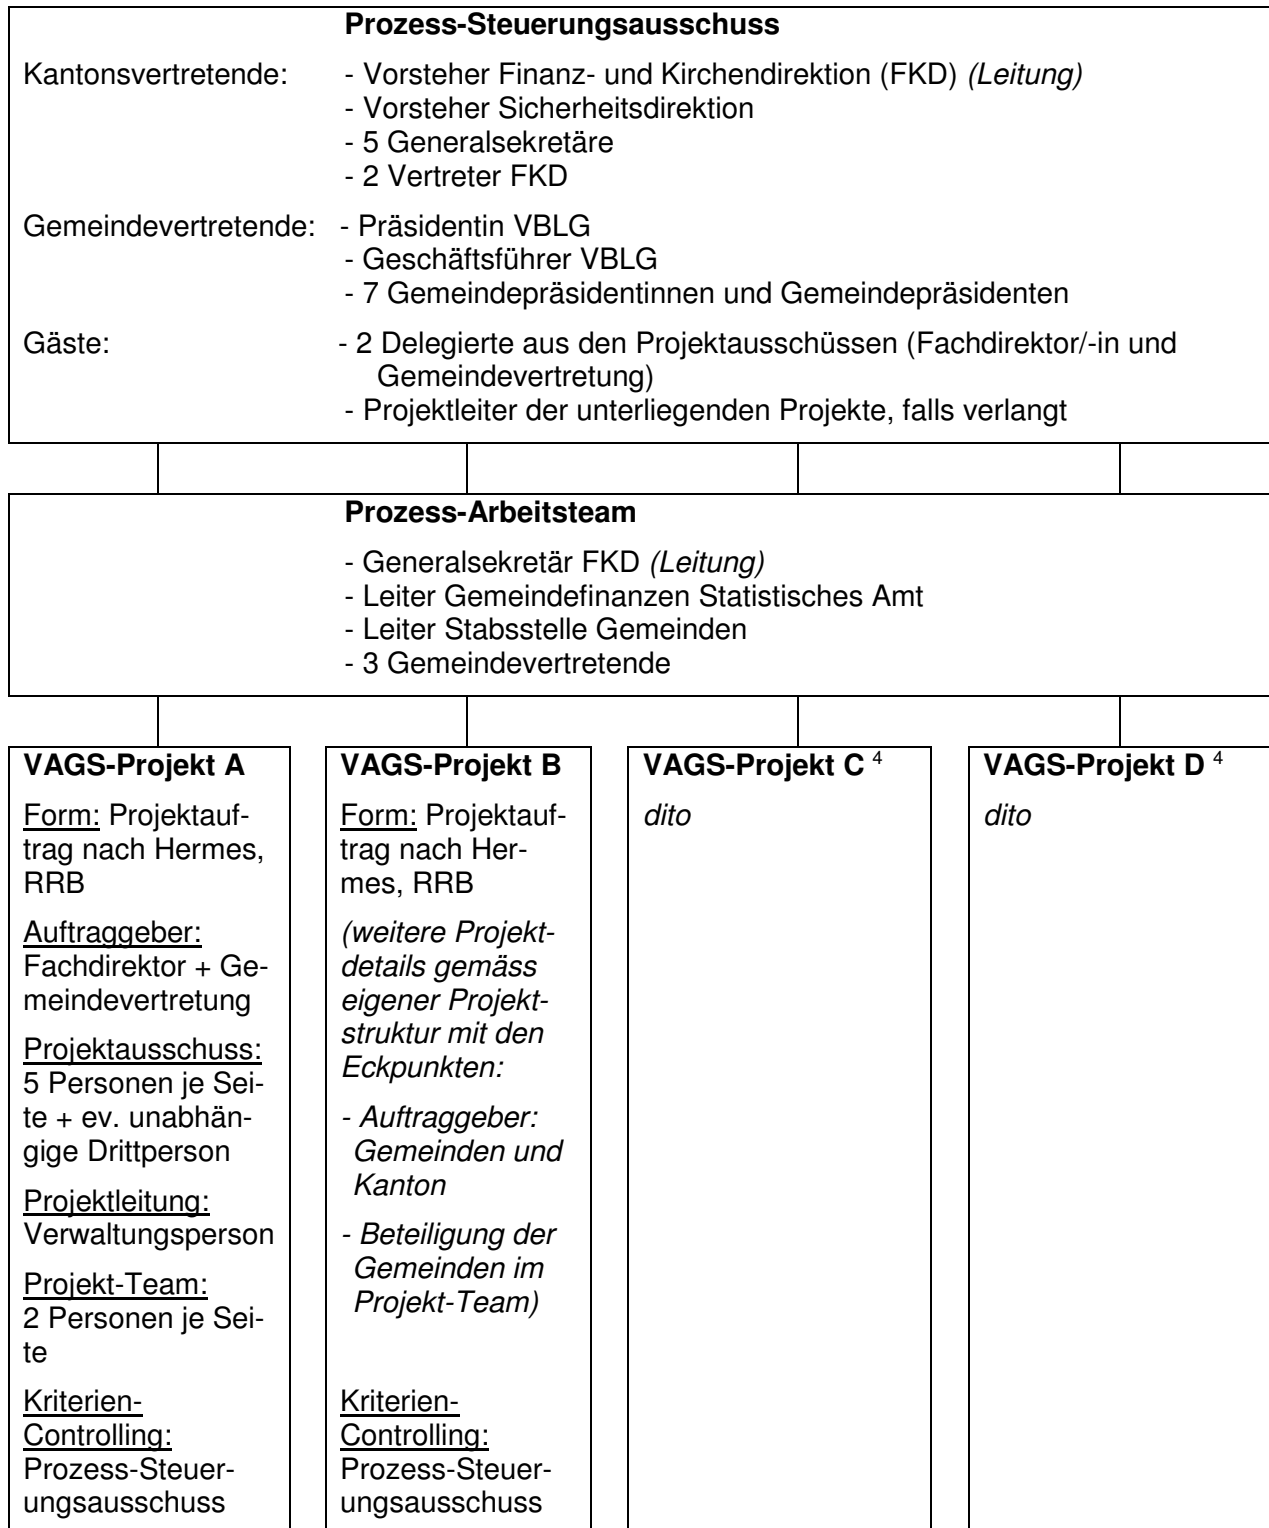 Prozess-Steuerungsausschuss
Kantonsvertretende: - Vorsteher Finanz- und Kirchendirektion (FKD) (Leitung)
- Vorsteher Sicherheitsdirektion
- 5 Generalsekretäre
- 2 Vertreter FKD
Gemeindevertretende: - Präsidentin VBLG
- Geschäftsführer VBLG
- 7 Gemeindepräsidentinnen und Gemeindepräsidenten
Gäste: - 2 Delegierte aus den Projektausschüssen (Fachdirektor/-in und
Gemeindevertretung)
- Projektleiter der unterliegenden Projekte, falls verlangt
Prozess-Arbeitsteam
- Generalsekretär FKD (Leitung)
- Leiter Gemeindefinanzen Statistisches Amt
- Leiter Stabsstelle Gemeinden
- 3 Gemeindevertretende
VAGS-Projekt A
Form: Projektauf-
trag nach Hermes,
RRB
Auftraggeber:
Fachdirektor + Ge-
meindevertretung
Projektausschuss:
5 Personen je Sei-
te + ev. unabhän-
gige Drittperson
Projektleitung:
Verwaltungsperson
Projekt-Team:
2 Personen je Sei-
te
Kriterien-
Controlling:
Prozess-Steuer-
ungsausschuss
VAGS-Projekt B
Form: Projektauf-
trag nach Her-
mes, RRB
(weitere Projekt-
details gemäss
eigener Projekt-
struktur mit den
Eckpunkten:
- Auftraggeber:
Gemeinden und
Kanton
- Beteiligung der
Gemeinden im
Projekt-Team)
Kriterien-
Controlling:
Prozess-Steuer-
ungsausschuss
VAGS-Projekt C 4
dito
VAGS-Projekt D 4
dito